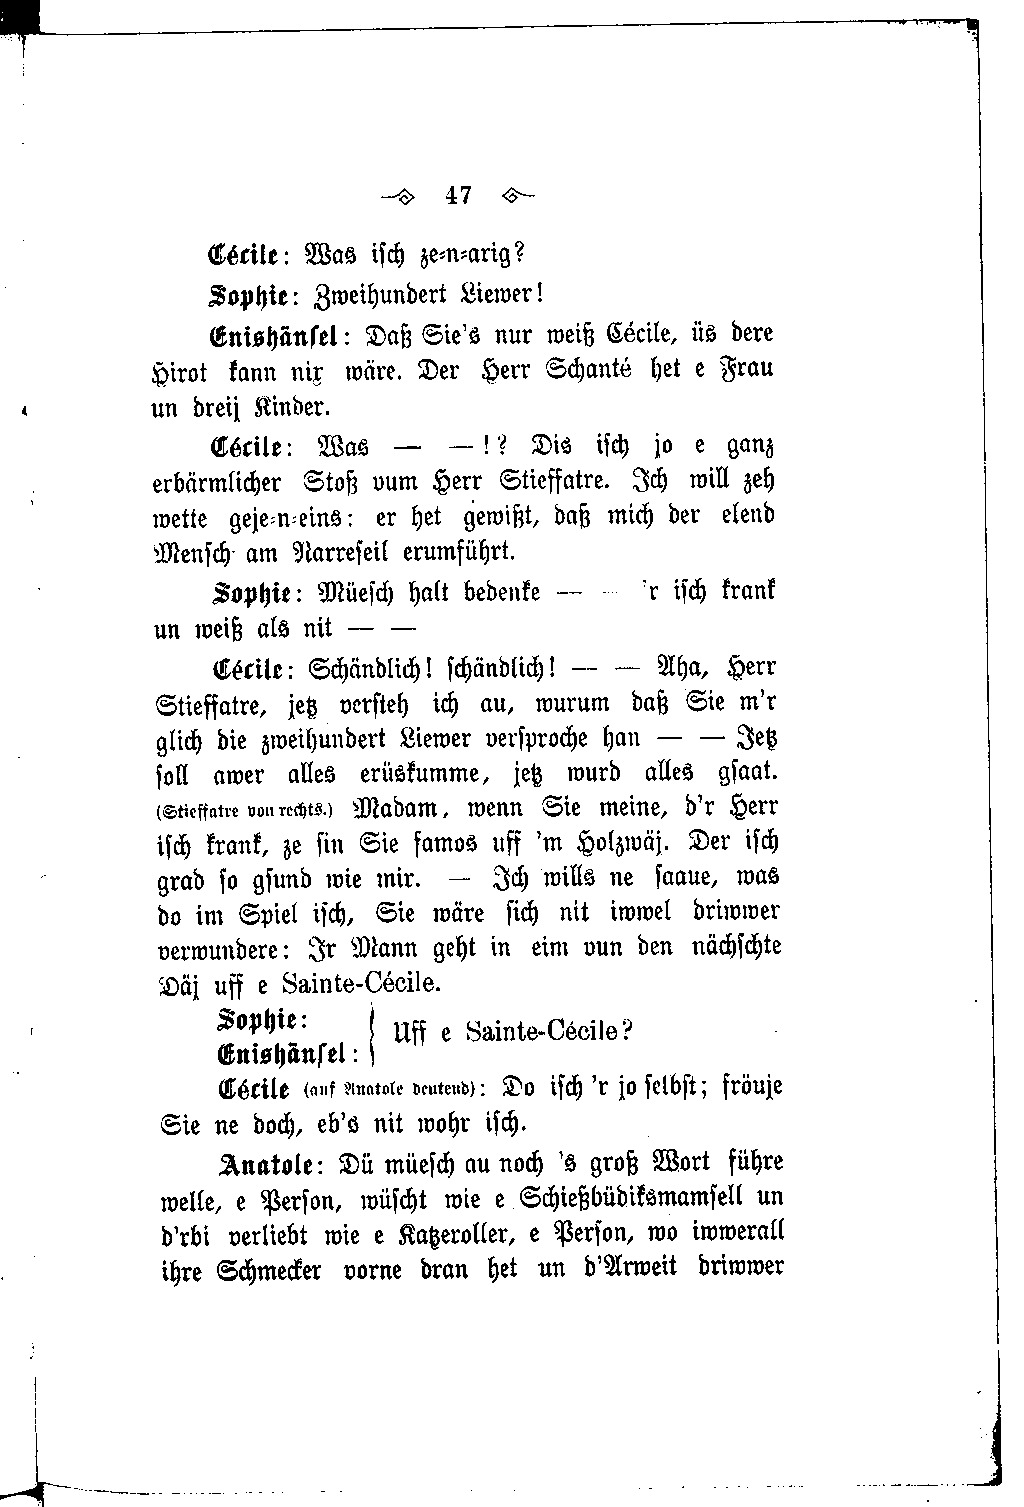 47
Cécile: Was isch ze-n-arig?
Sophie: Zweihundert Liewer!
Enishänsel: Daß Sie's nur weiß Cécile, üs dere
Hirot kann nix wäre. Der Herr Schanté het e Frau
un dreij Kinder.
Cécile: Was — —!? Dis isch jo e ganz
erbärmlicher Stoß vum Herr Stieffatre. Ich will zeh
wette geje-n-eins: er het gewißt, daß mich der elend
Mensch am Narreseil erumführt.
Sophie: Müesch halt bedenke — — 'r isch krank
un weiß als nit — —
Cécile: Schändlich! schändlich! — — Aha, Herr
Stieffatre, jetz versteh ich au, wurum daß Sie m'r
glich die zweihundert Liewer versproche han — — Jetz
soll awer alles erüskumme, jetz wurd alles gsaat.
(Stieffatre von rechts.) Madam, wenn Sie meine, d'r Herr
isch krank, ze sin Sie famos uff 'm Holzwäj. Der isch
grad so gsund wie mir. — Ich wills ne saaue, was
do im Spiel isch, Sie wäre sich nit iwwel driwwer
verwundere: Ir Mann geht in eim vun den nächschte
Däj uff e Sainte-Cécile.
Sophie:
Enishänsel: } Uff e Sainte-Cécile?
Cécile (auf Anatole deutend): Do isch 'r jo selbst; fröuje
Sie ne doch, eb's nit wohr isch.
Anatole: Dü müesch au noch 's groß Wort führe
welle, e Person, wüscht wie e Schießbüdiksmamsell un
d'rbi verliebt wie e Katzeroller, e Person, wo iwwerall
ihre Schmecker vorne dran het un d'Arweit driwwer